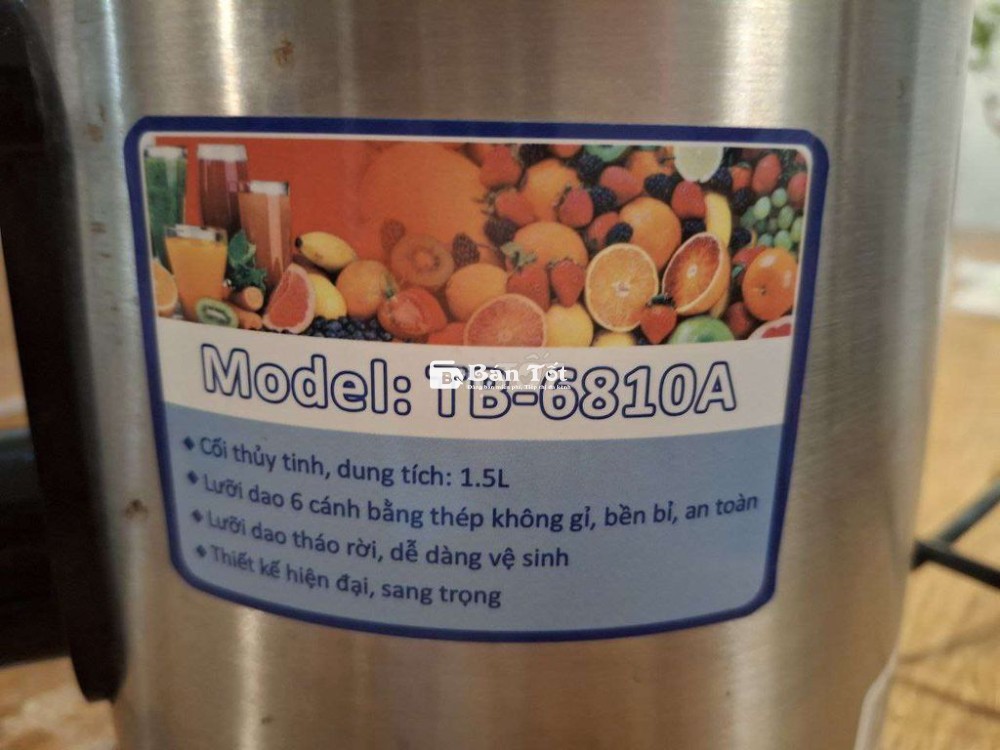 Model: TB-6810A
Bán Tốt
◆ Cối thủy tinh, dung tích: 1.5L
◆ Lưỡi dao 6 cánh bằng thép không gỉ, bền bỉ, an toàn
◆ Lưỡi dao tháo rời, dễ dàng vệ sinh
◆ Thiết kế hiện đại, sang trọng